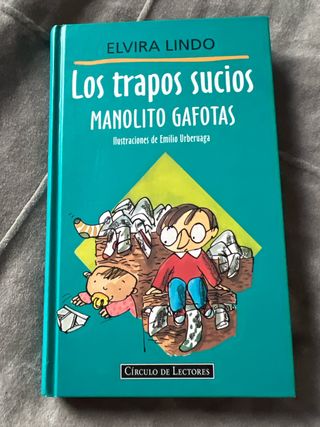 ELVIRA LINDO
Los trapos sucios
MANOLITO GAFOTAS
Ilustraciones de Emilio Urberuaga
CÍRCULO DE LECTORES